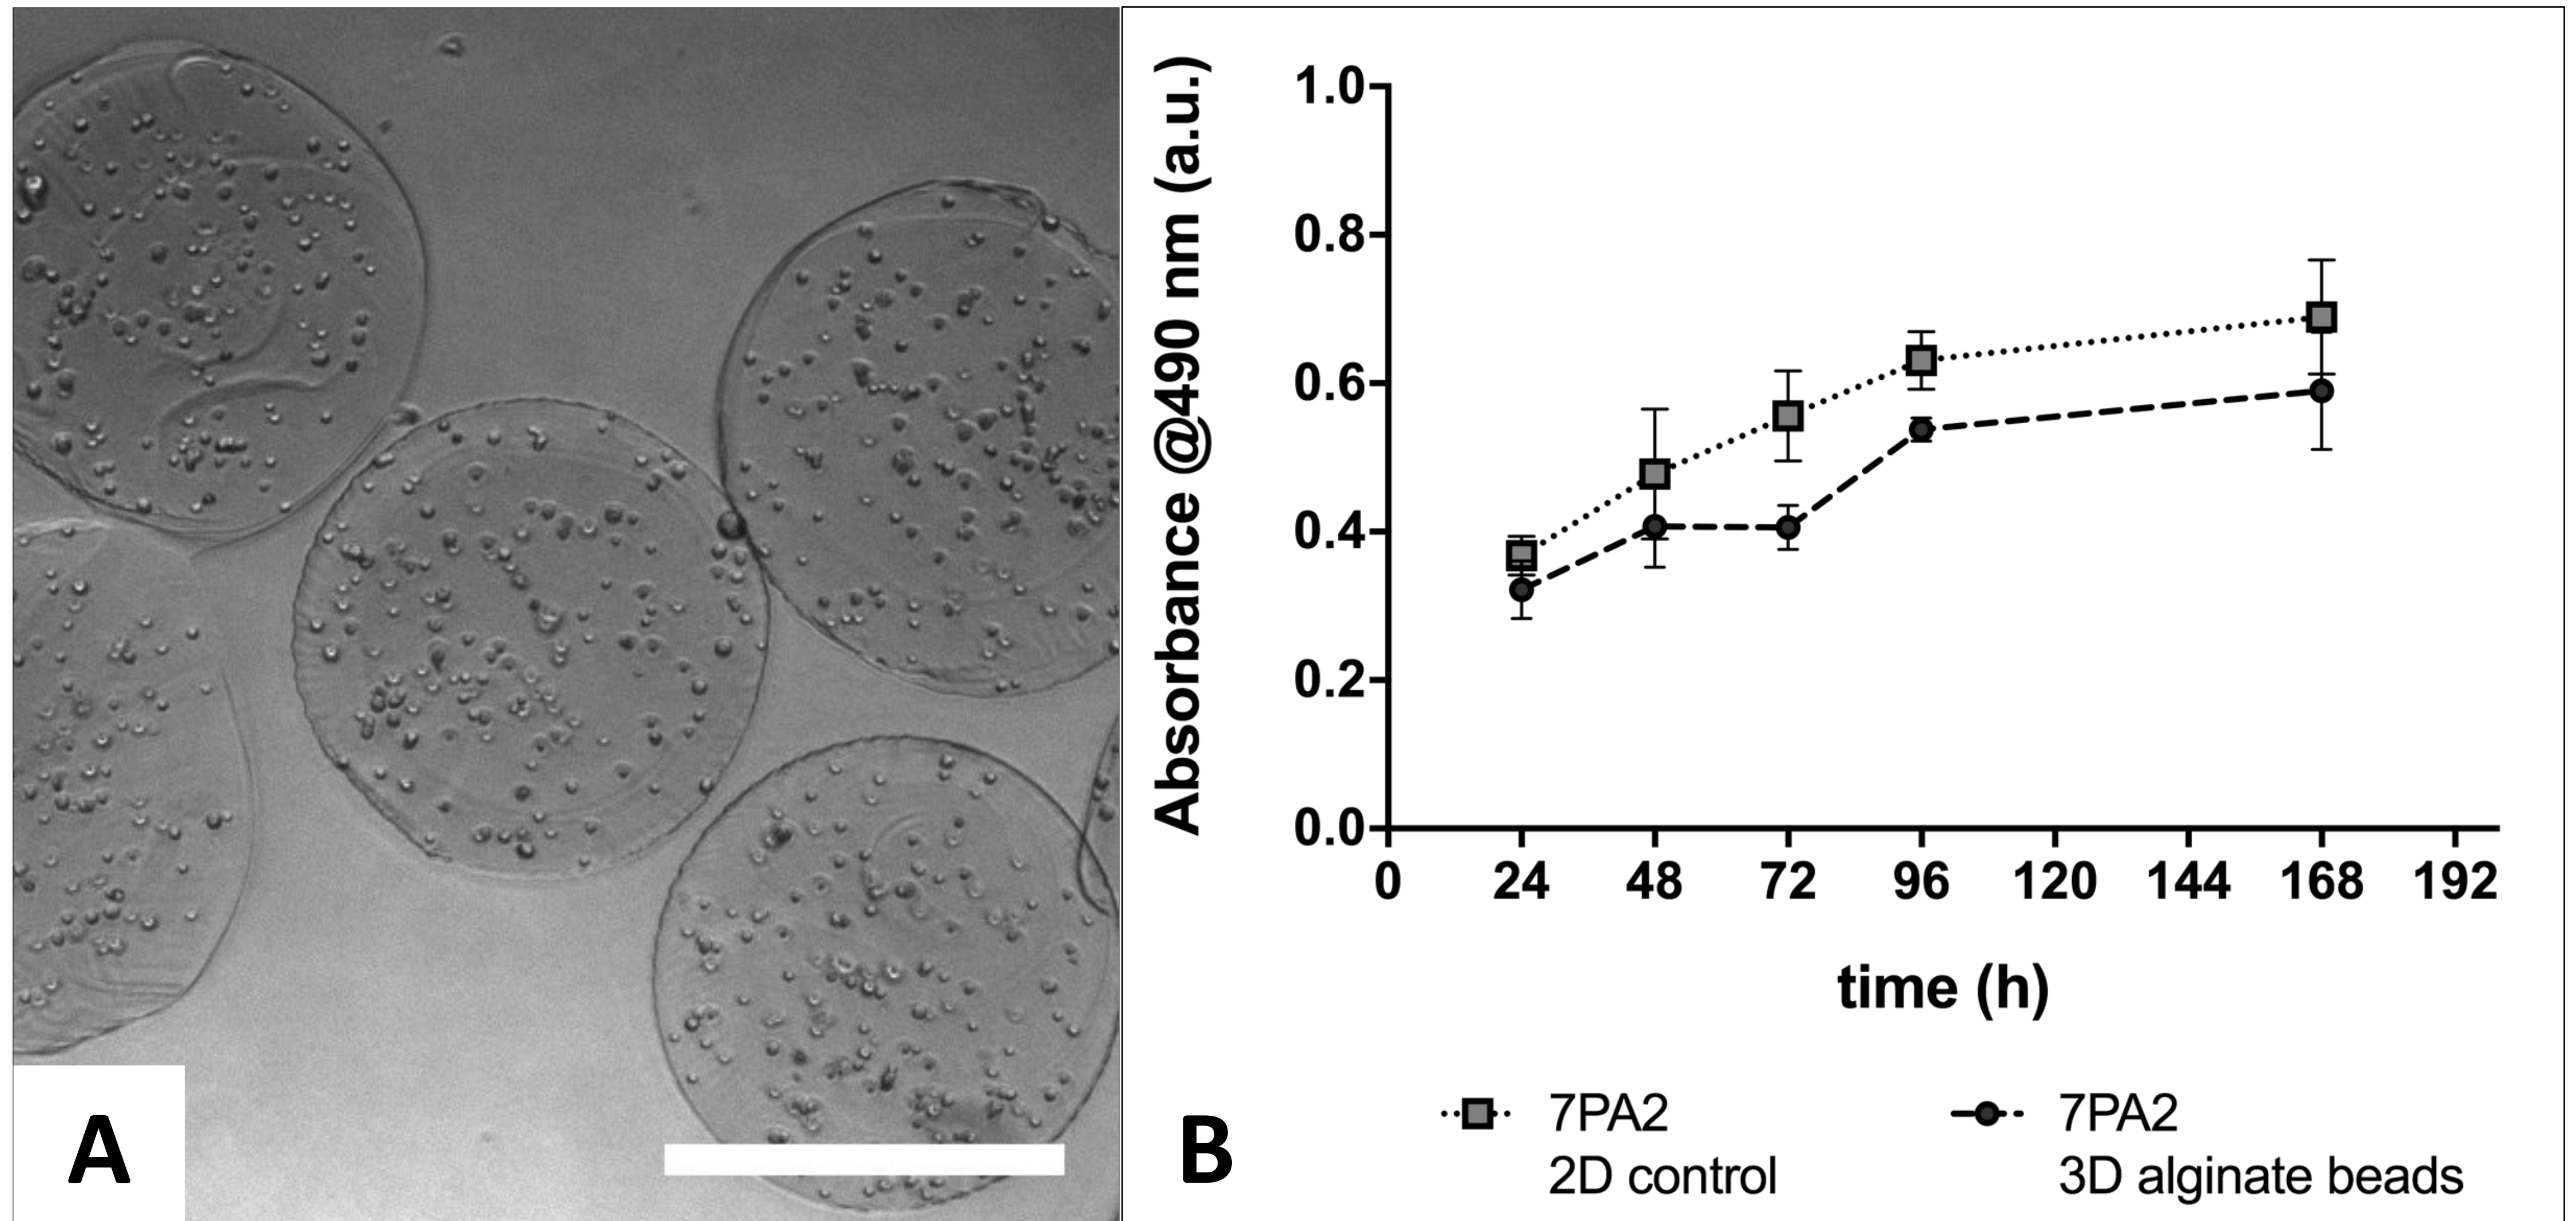 A
Absorbance @490 nm (a.u.)
1.0
0.8
0.6
0.4
0.2
0.0
0 24 48 72 96 120 144 168 192
time (h)
B
7PA2
2D control
7PA2
3D alginate beads